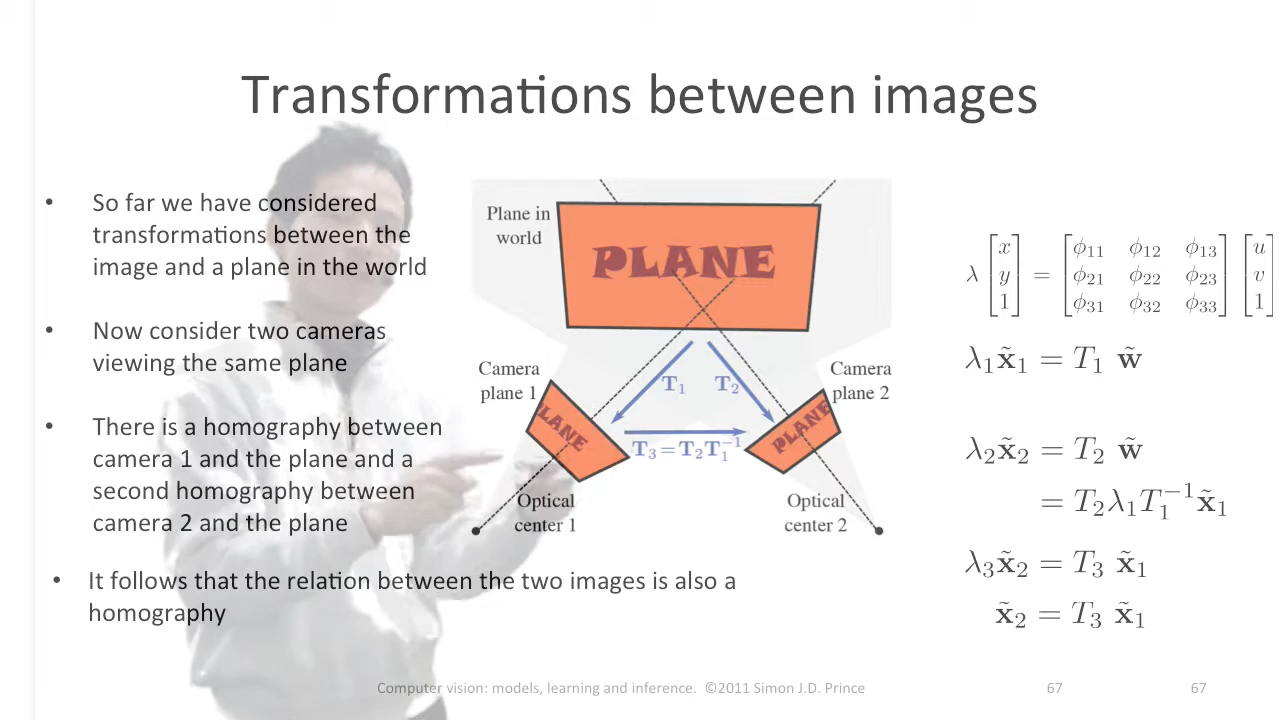 Transformations between images
• So far we have considered
transformations between the
image and a plane in the world
• Now consider two cameras
viewing the same plane
• There is a homography between
camera 1 and the plane and a
second homography between
camera 2 and the plane
• It follows that the relation between the two images is also a
homography
Plane in
world
PLANE
Camera
plane 1
Camera
plane 2
T₁
T₂
PLANE
PLANE
T₃=T₂T₁⁻¹
Optical
center 1
Optical
center 2
λ [x y 1] = [ϕ₁₁ ϕ₁₂ ϕ₁₃; ϕ₂₁ ϕ₂₂ ϕ₂₃; ϕ₃₁ ϕ₃₂ ϕ₃₃] [u v 1]
λ₁x̃₁ = T₁ w̃
λ₂x̃₂ = T₂ w̃
= T₂λ₁T₁⁻¹x̃₁
λ₃x̃₂ = T₃ x̃₁
x̃₂ = T₃ x̃₁
Computer vision: models, learning and inference. ©2011 Simon J.D. Prince
67
67